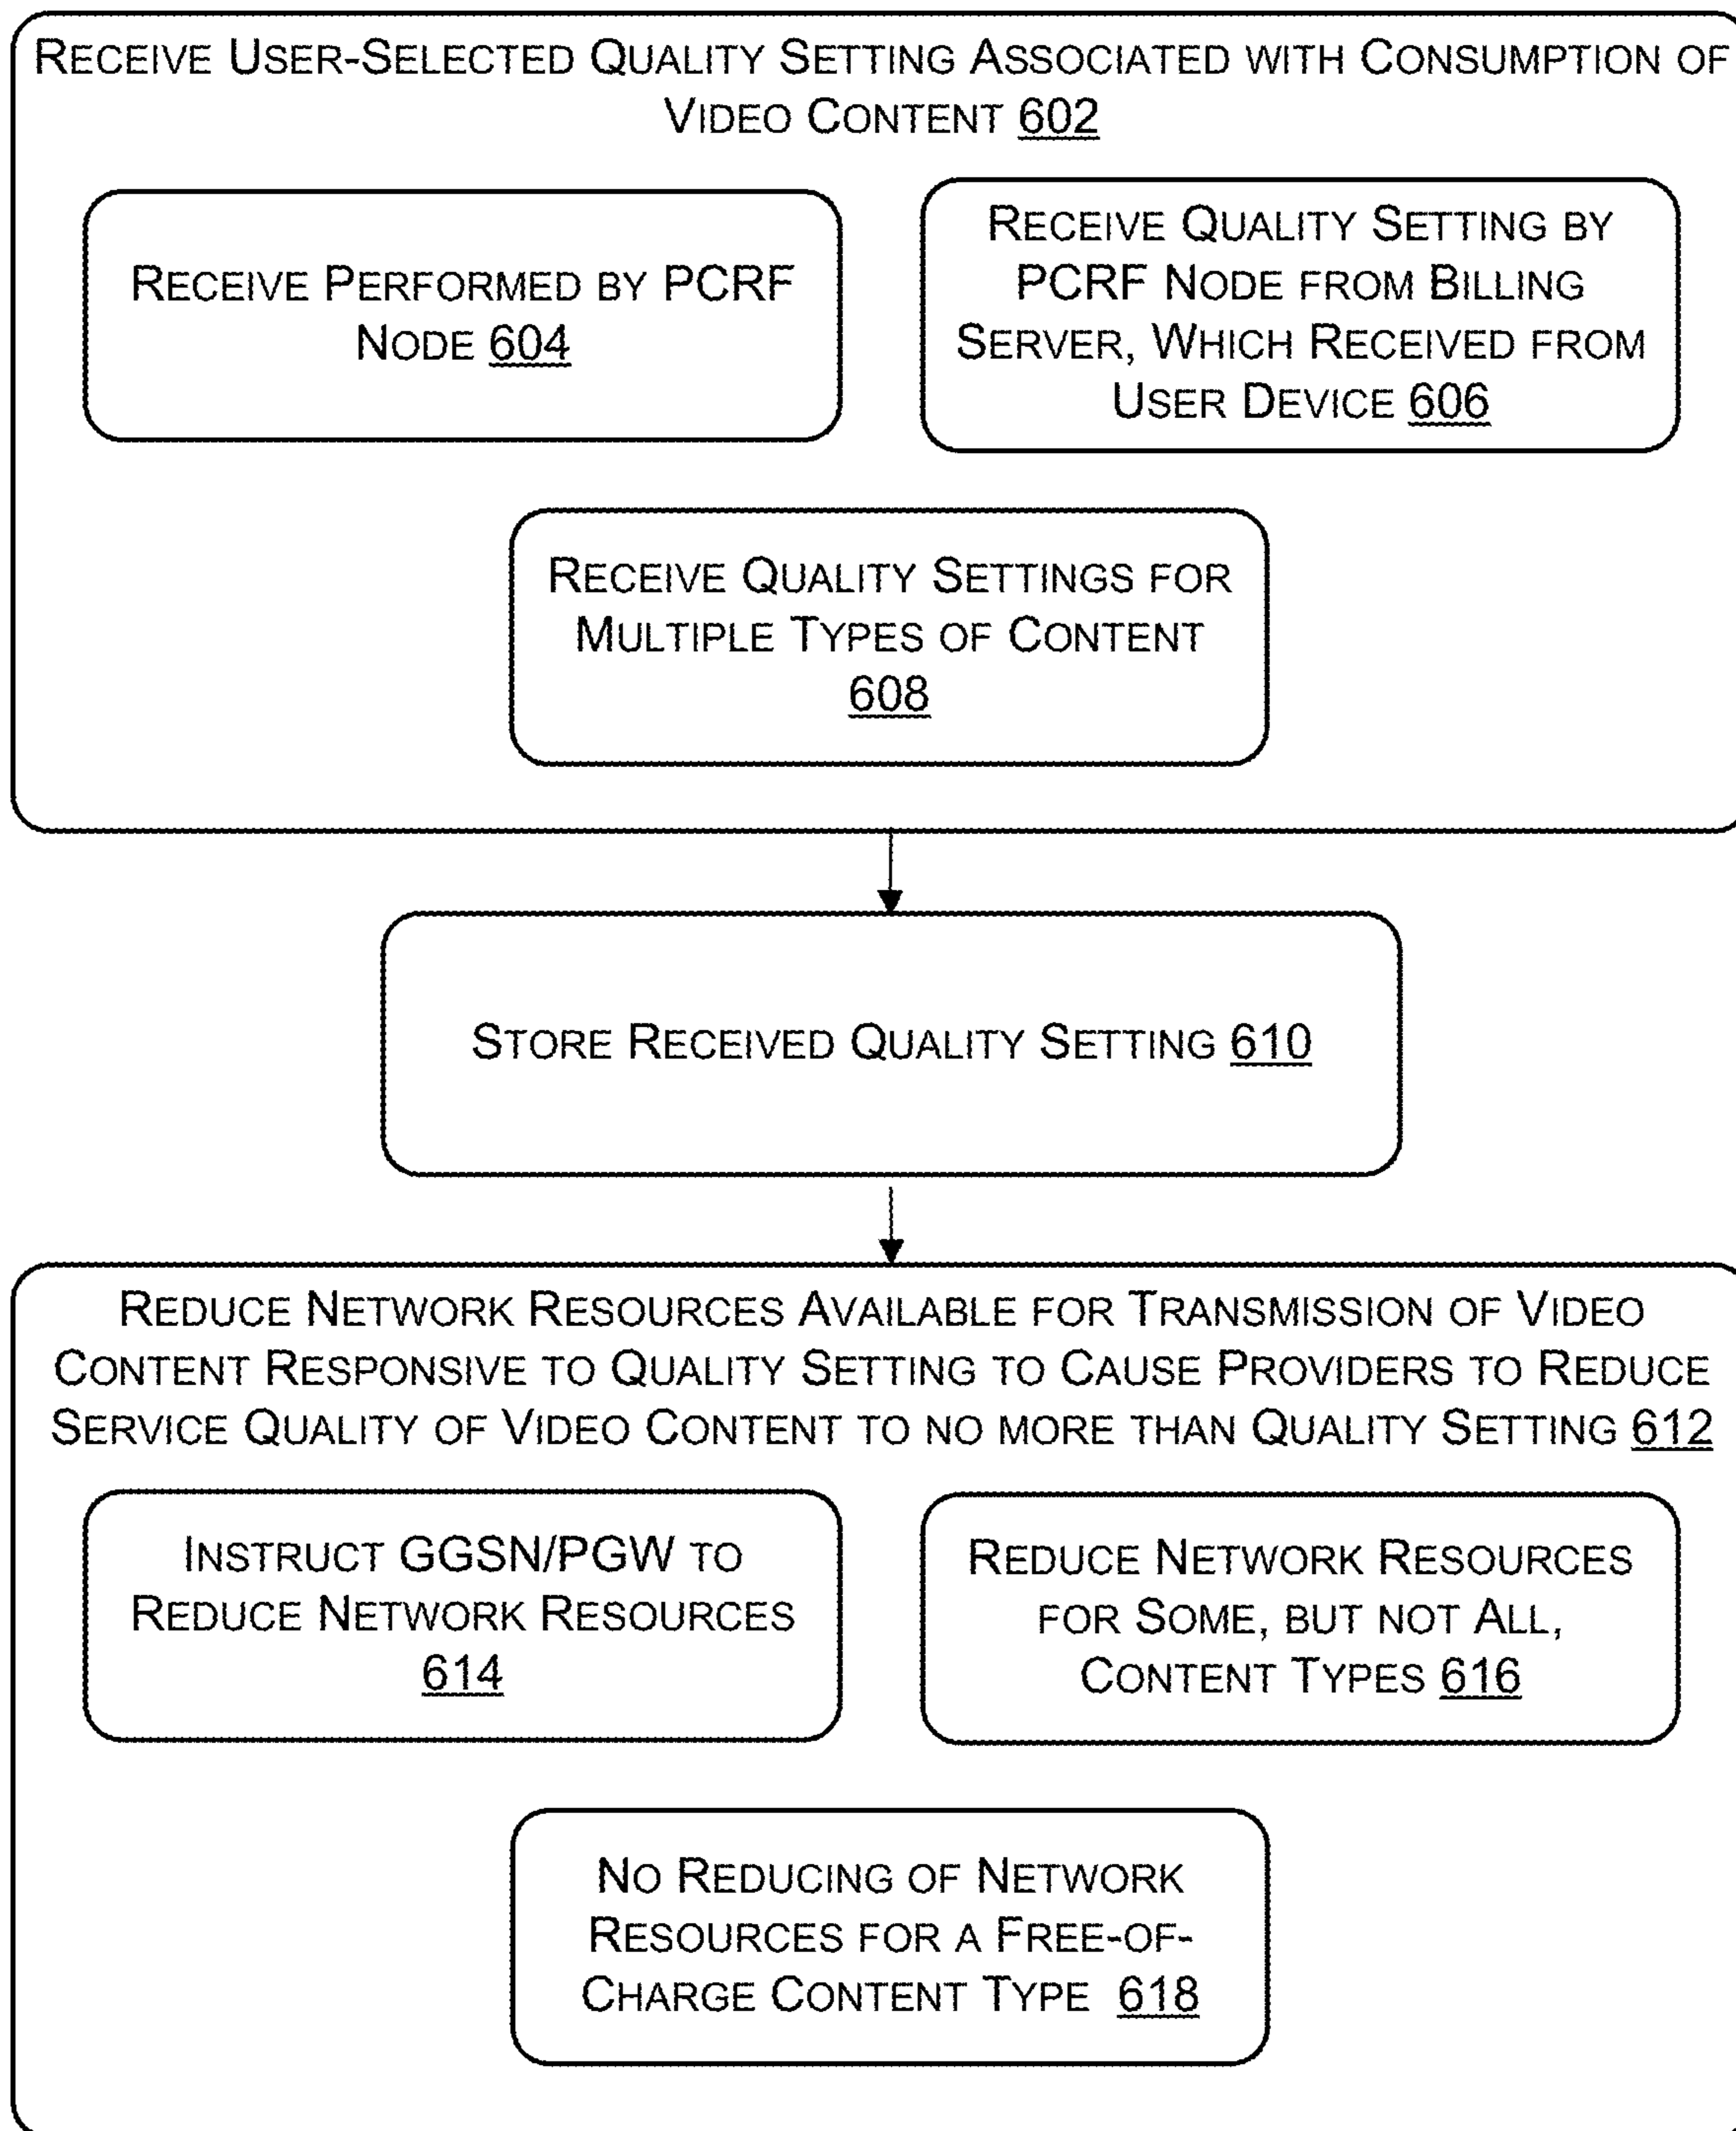 RECEIVE USER-SELECTED QUALITY SETTING ASSOCIATED WITH CONSUMPTION OF
VIDEO CONTENT 602
RECEIVE PERFORMED BY PCRF
NODE 604
RECEIVE QUALITY SETTING BY
PCRF NODE FROM BILLING
SERVER, WHICH RECEIVED FROM
USER DEVICE 606
RECEIVE QUALITY SETTINGS FOR
MULTIPLE TYPES OF CONTENT
608
STORE RECEIVED QUALITY SETTING 610
REDUCE NETWORK RESOURCES AVAILABLE FOR TRANSMISSION OF VIDEO
CONTENT RESPONSIVE TO QUALITY SETTING TO CAUSE PROVIDERS TO REDUCE
SERVICE QUALITY OF VIDEO CONTENT TO NO MORE THAN QUALITY SETTING 612
INSTRUCT GGSN/PGW TO
REDUCE NETWORK RESOURCES
614
REDUCE NETWORK RESOURCES
FOR SOME, BUT NOT ALL,
CONTENT TYPES 616
NO REDUCING OF NETWORK
RESOURCES FOR A FREE-OF-
CHARGE CONTENT TYPE 618